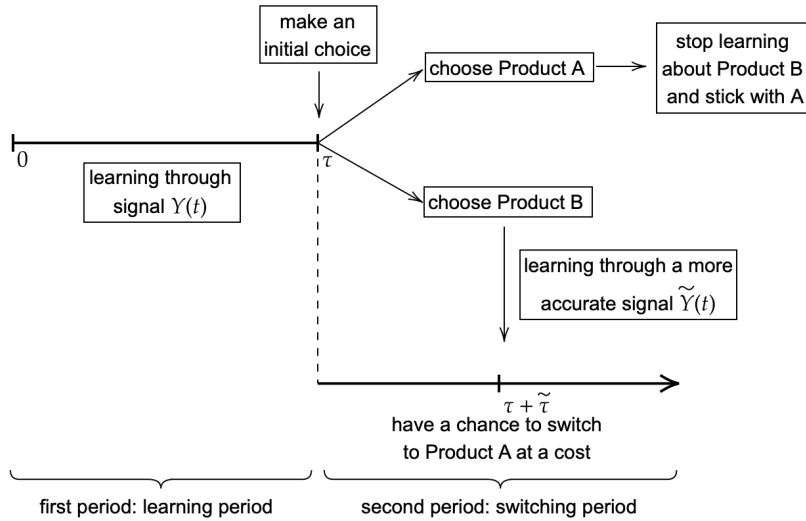 make an
initial choice
choose Product A
stop learning
about Product B
and stick with A
0
τ
learning through
signal Y(t)
choose Product B
learning through a more
accurate signal Ỹ(t)
τ + τ̃
have a chance to switch
to Product A at a cost
first period: learning period
second period: switching period